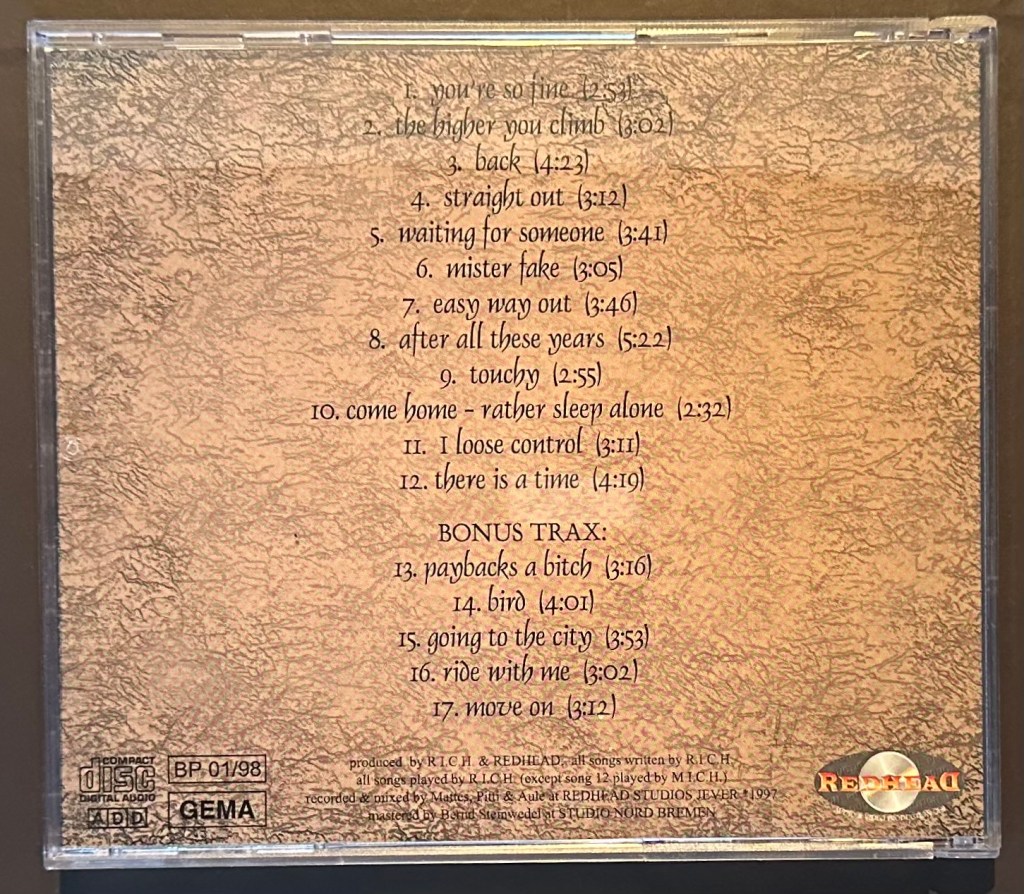 1. you're so fine (2:53)
2. the higher you climb (3:02)
3. back (4:23)
4. straight out (3:12)
5. waiting for someone (3:41)
6. mister fake (3:05)
7. easy way out (3:46)
8. after all these years (5:22)
9. touchy (2:55)
10. come home - rather sleep alone (2:32)
11. I loose control (3:11)
12. there is a time (4:19)
BONUS TRAX:
13. paybacks a bitch (3:16)
14. bird (4:01)
15. going to the city (3:53)
16. ride with me (3:02)
17. move on (3:12)
COMPACT
disc
DIGITAL AUDIO
ADD
BP 01/98
GEMA
produced by R.I.C.H. & REDHEAD, all songs written by R.I.C.H.
all songs played by R.I.C.H. (except song 12 played by M.I.C.H.)
recorded & mixed by Mattes, Pitti & Aule at REDHEAD STUDIOS JEVER 1997
mastered by Bernd Steinwedel at STUDIO NORD BREMEN
REDHEAD